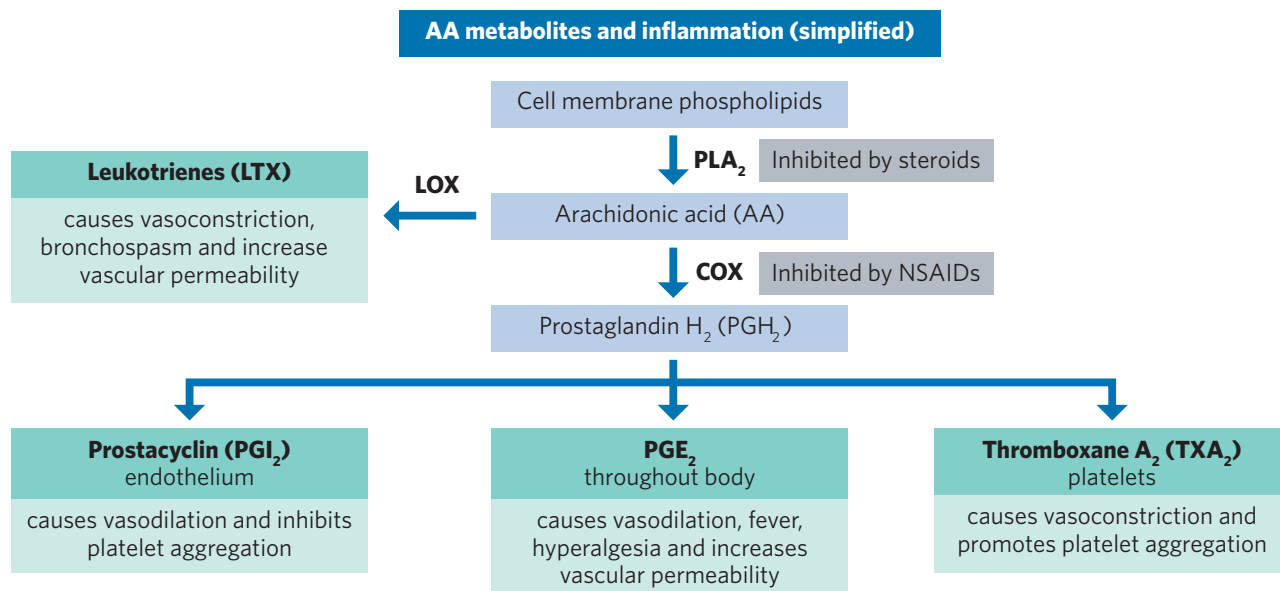 AA metabolites and inflammation (simplified)
Cell membrane phospholipids
PLA₂
Inhibited by steroids
Leukotrienes (LTX)
causes vasoconstriction,
bronchospasm and increase
vascular permeability
LOX
Arachidonic acid (AA)
COX
Inhibited by NSAIDs
Prostaglandin H₂ (PGH₂)
Prostacyclin (PGI₂)
endothelium
causes vasodilation and inhibits
platelet aggregation
PGE₂
throughout body
causes vasodilation, fever,
hyperalgesia and increases
vascular permeability
Thromboxane A₂ (TXA₂)
platelets
causes vasoconstriction and
promotes platelet aggregation